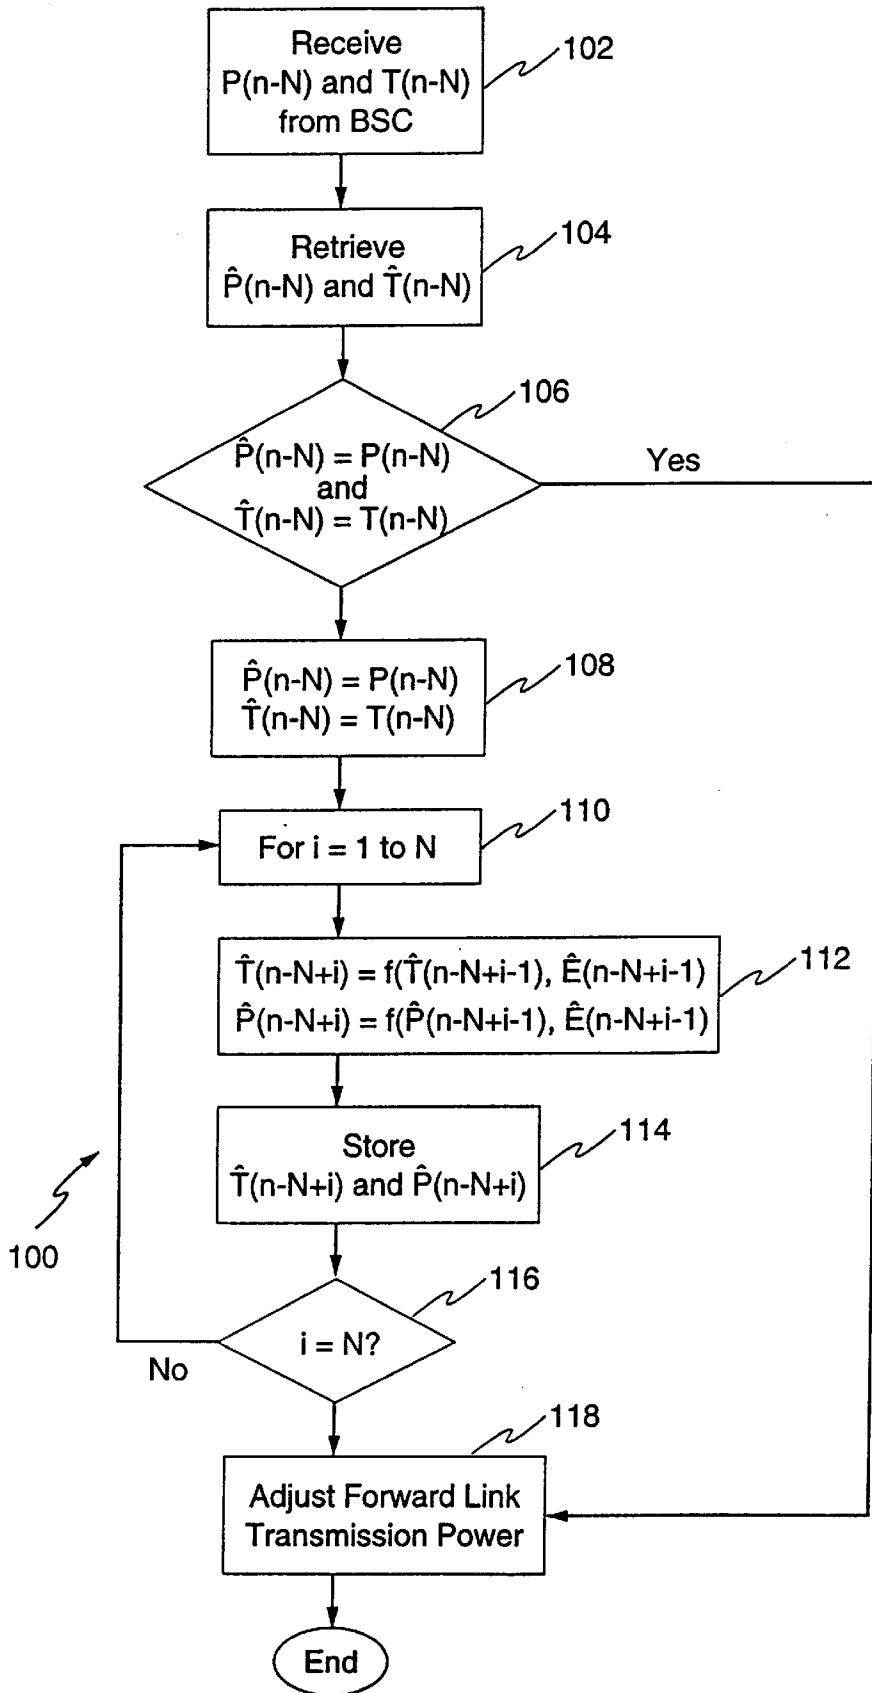 Receive
P(n-N) and T(n-N)
from BSC
102
Retrieve
P̂(n-N) and T̂(n-N)
104
106
P̂(n-N) = P(n-N)
and
T̂(n-N) = T(n-N)
Yes
P̂(n-N) = P(n-N)
T̂(n-N) = T(n-N)
108
For i = 1 to N
110
T̂(n-N+i) = f(T̂(n-N+i-1), Ê(n-N+i-1)
P̂(n-N+i) = f(P̂(n-N+i-1), Ê(n-N+i-1)
112
Store
T̂(n-N+i) and P̂(n-N+i)
114
100
116
i = N?
No
118
Adjust Forward Link
Transmission Power
End